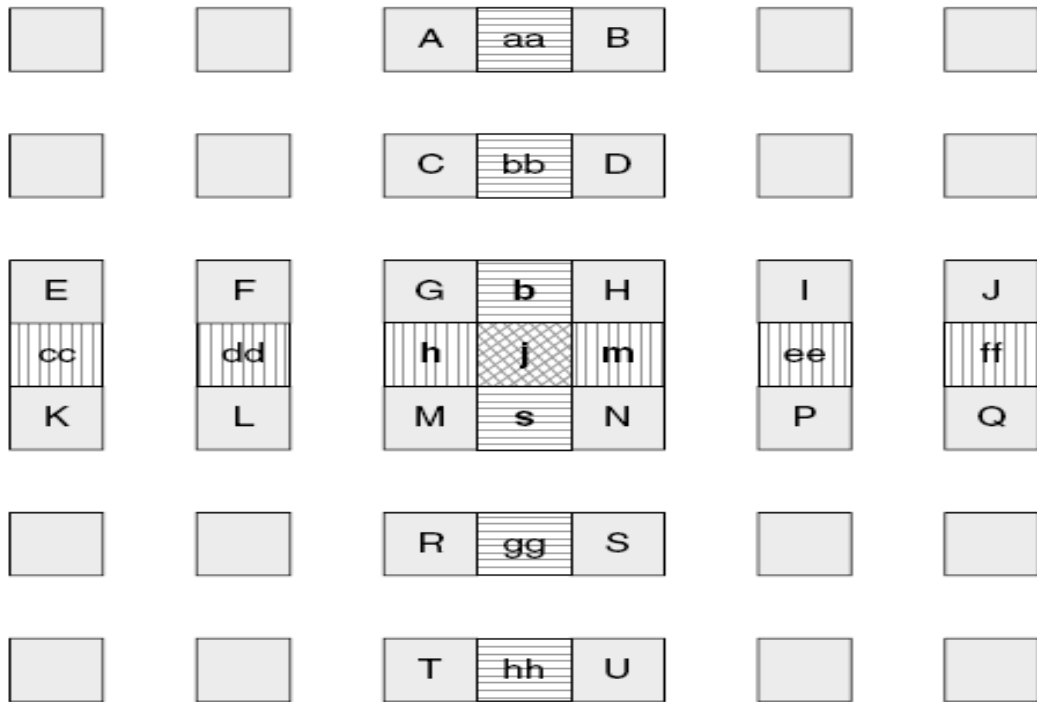 A aa B
C bb D
E F G b H I J
cc dd h j m ee ff
K L M s N P Q
R gg S
T hh U